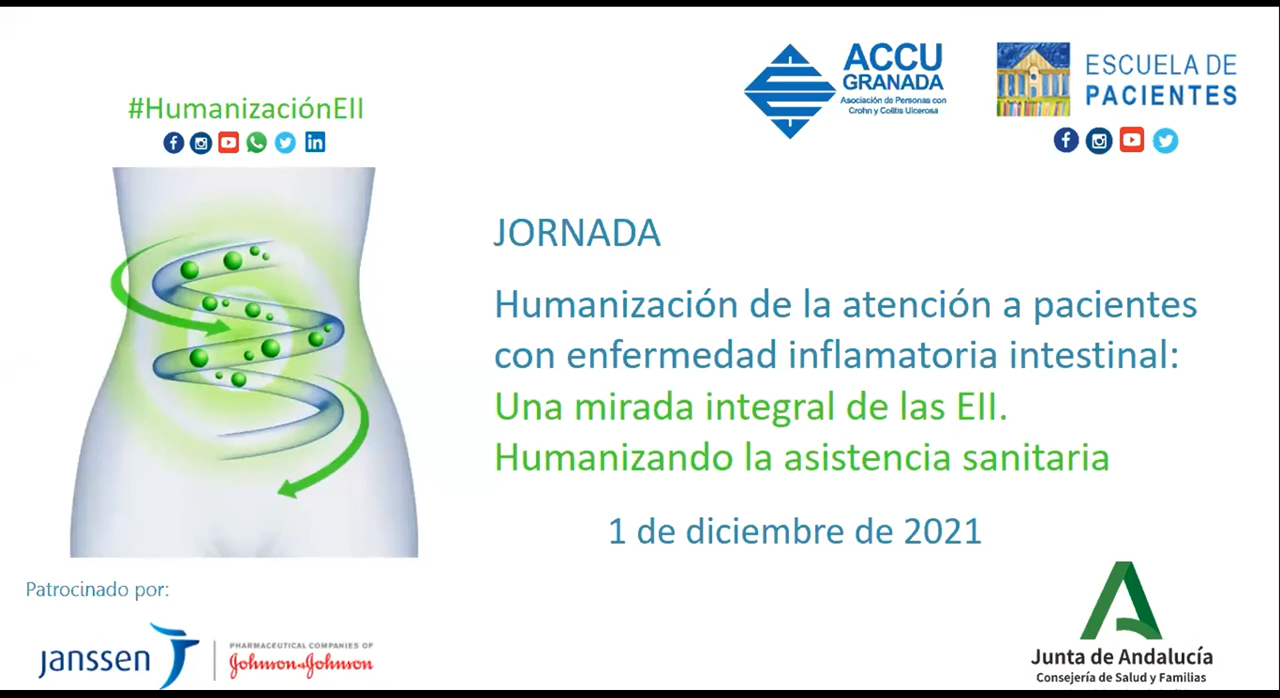 #HumanizaciónEII
ACCU
GRANADA
Asociación de Personas con
Crohn y Colitis Ulcerosa
ESCUELA DE
PACIENTES
JORNADA
Humanización de la atención a pacientes
con enfermedad inflamatoria intestinal:
Una mirada integral de las EII.
Humanizando la asistencia sanitaria
1 de diciembre de 2021
Patrocinado por:
janssen
PHARMACEUTICAL COMPANIES OF
Johnson & Johnson
Junta de Andalucía
Consejería de Salud y Familias